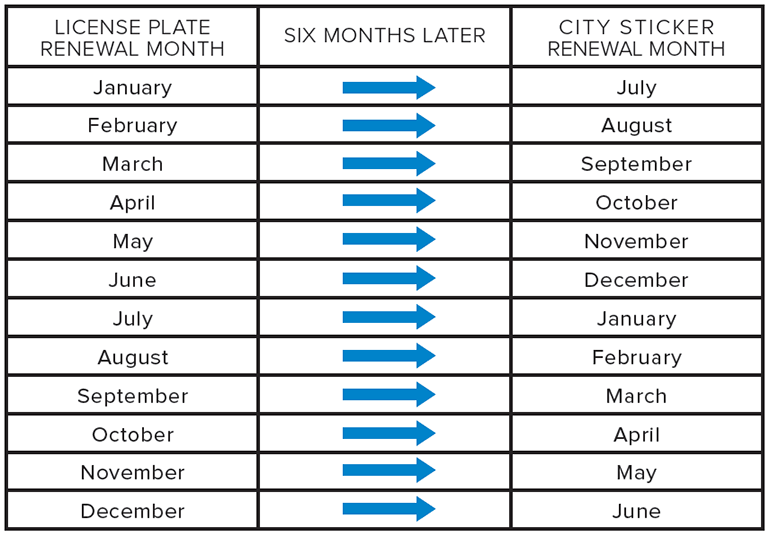 LICENSE PLATE
RENEWAL MONTH
SIX MONTHS LATER
CITY STICKER
RENEWAL MONTH
January
July
February
August
March
September
April
October
May
November
June
December
July
January
August
February
September
March
October
April
November
May
December
June